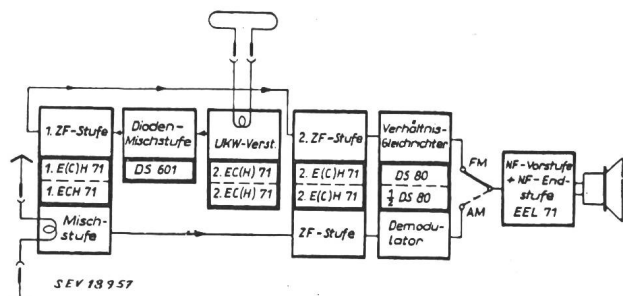 1. ZF-Stufe
1. E(C)H 71
1. ECH 71
Misch-
stufe
Dioden-
Mischstufe
DS 601
UKW-Verst.
2. EC(H) 71
2. EC(H) 71
2. ZF-Stufe
2. E(C)H 71
2. E(C)H 71
ZF-Stufe
Verhältnis-
Gleichrichter
DS 80
½ DS 80
Demodu-
lator
FM
AM
NF-Vorstufe
+ NF-End-
stufe
EEL 71
SEV 18957